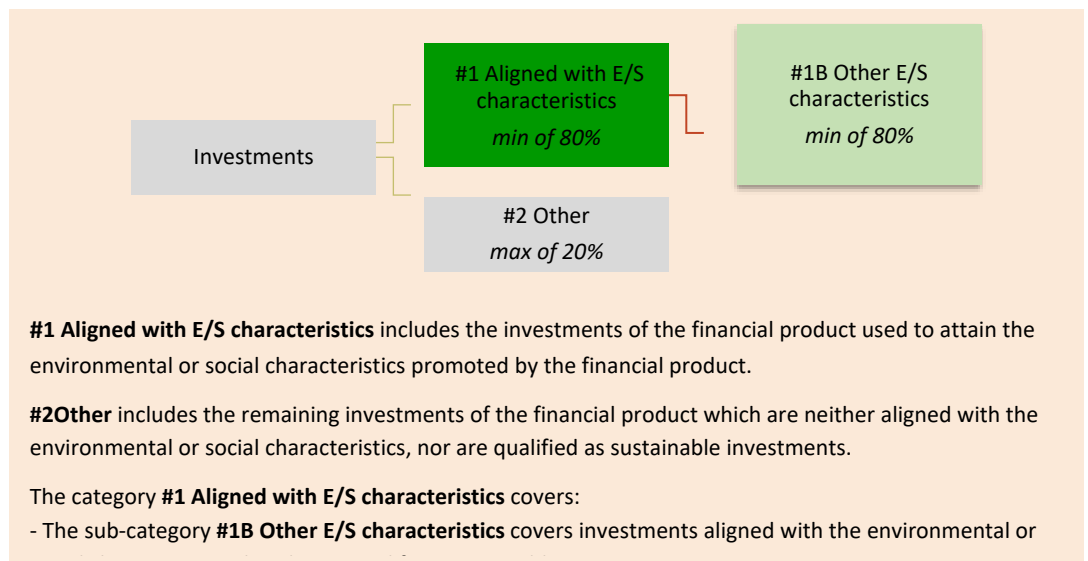 #1 Aligned with E/S
characteristics
min of 80%
#1B Other E/S
characteristics
min of 80%
Investments
#2 Other
max of 20%
#1 Aligned with E/S characteristics includes the investments of the financial product used to attain the
environmental or social characteristics promoted by the financial product.
#2Other includes the remaining investments of the financial product which are neither aligned with the
environmental or social characteristics, nor are qualified as sustainable investments.
The category #1 Aligned with E/S characteristics covers:
- The sub-category #1B Other E/S characteristics covers investments aligned with the environmental or